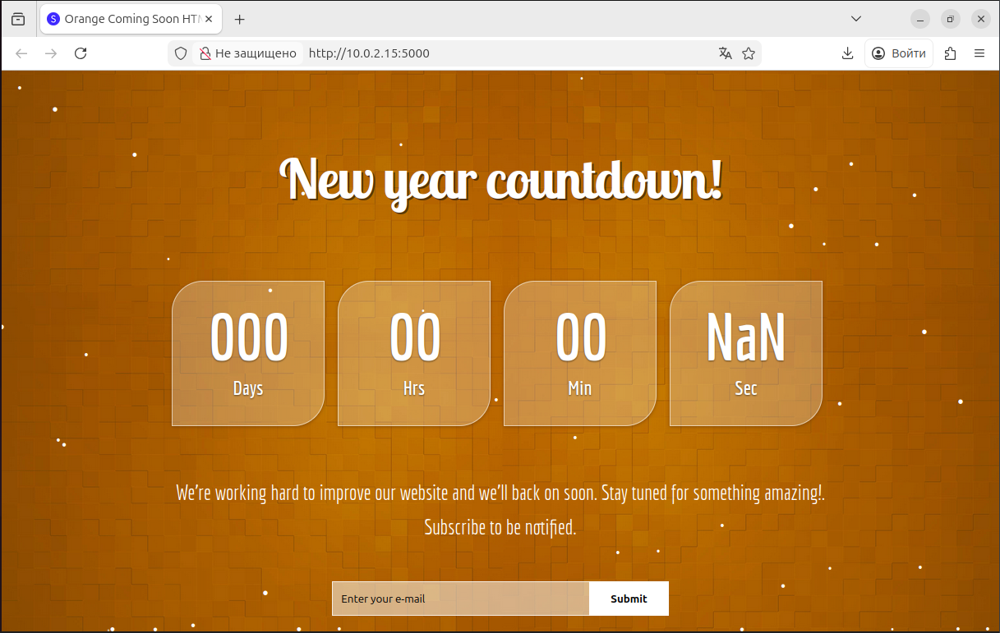 S Orange Coming Soon HTM
Не защищено http://10.0.2.15:5000 Войти
New year countdown!
000 00 00 NaN
Days Hrs Min Sec
We're working hard to improve our website and we'll back on soon. Stay tuned for something amazing!.
Subscribe to be notified.
Enter your e-mail Submit